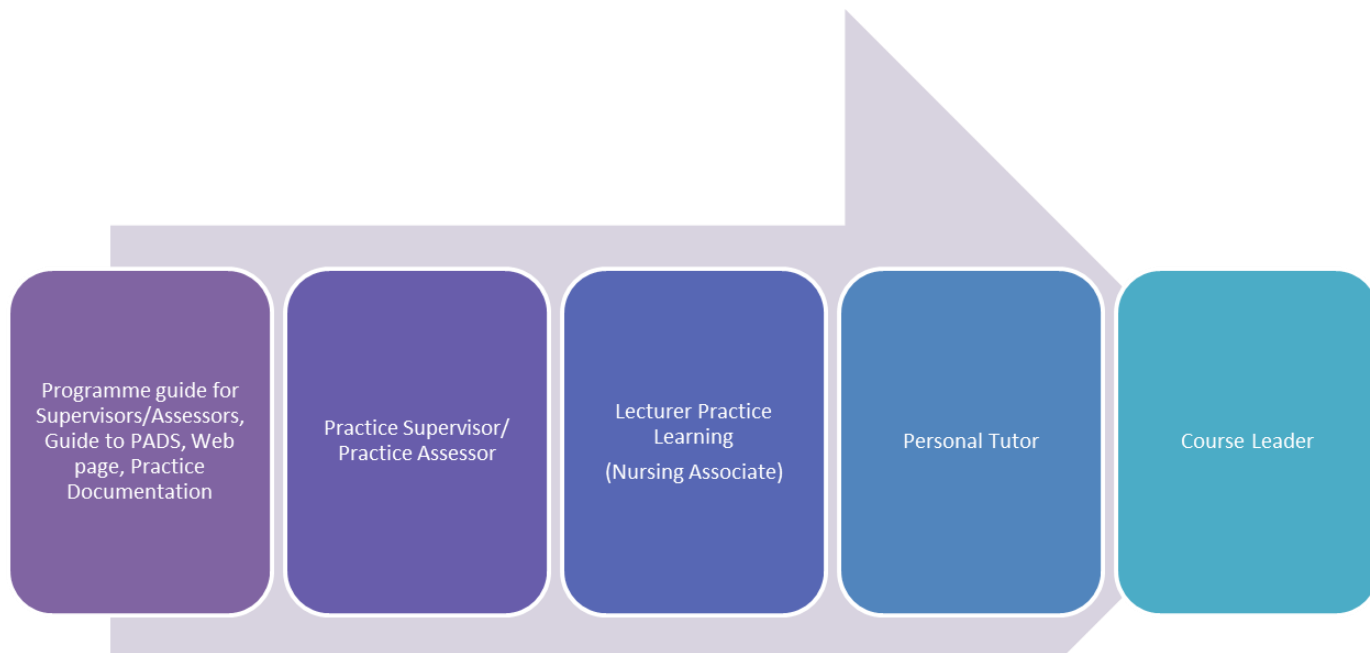 Programme guide for
Supervisors/Assessors,
Guide to PADS, Web
page, Practice
Documentation
Practice Supervisor/
Practice Assessor
Lecturer Practice
Learning
(Nursing Associate)
Personal Tutor
Course Leader